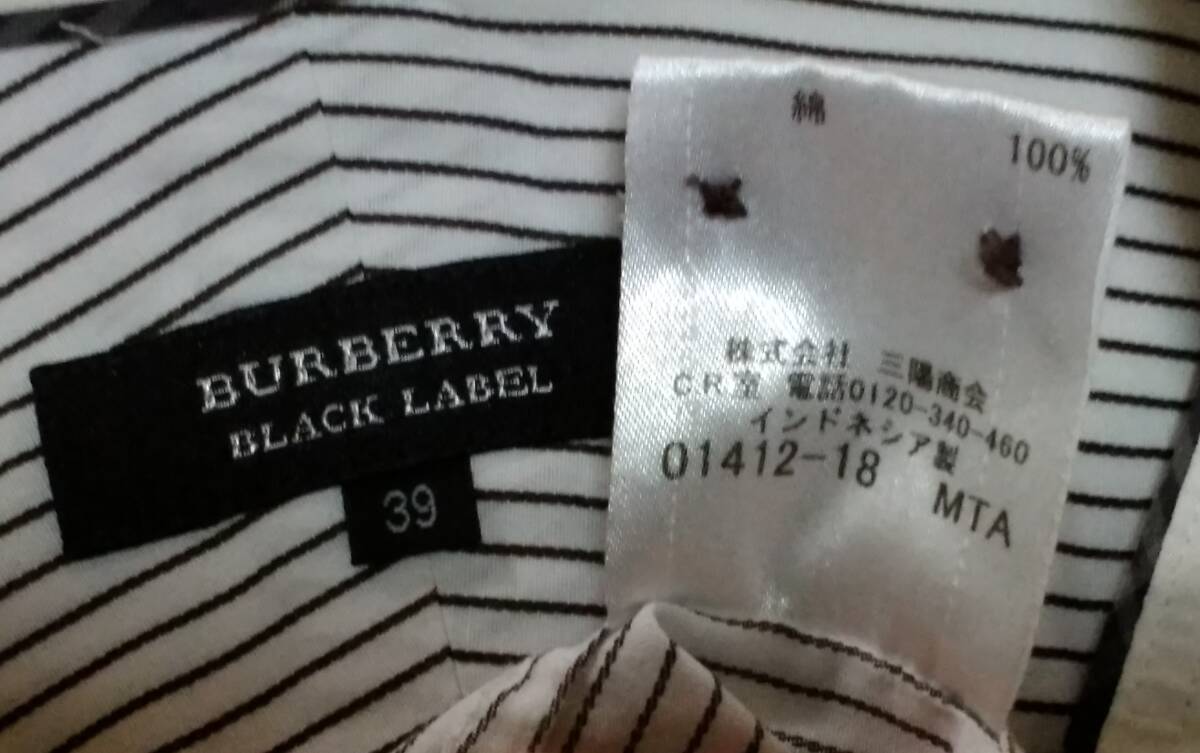 BURBERRY
BLACK LABEL
39
綿 100%
株式会社 三陽商会
CR室 電話0120-340-460
インドネシア製
01412-18 MTA